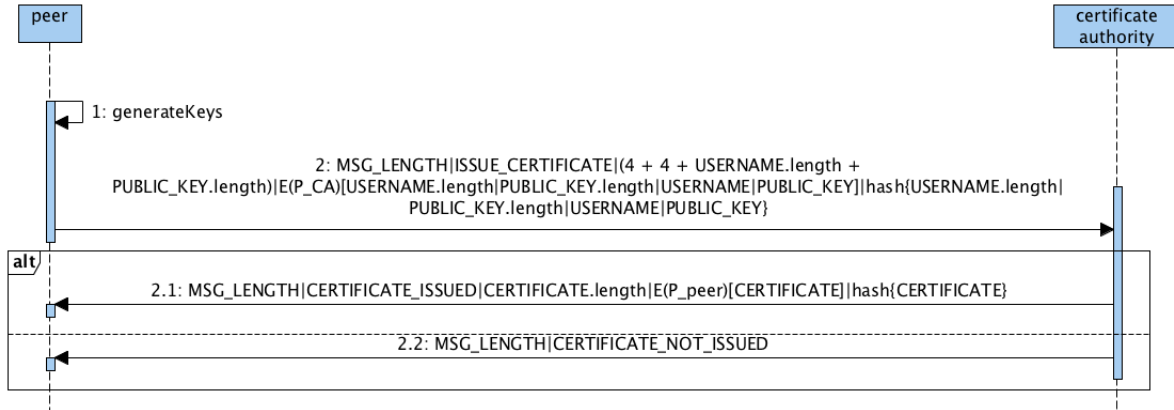 peer
certificate
authority
1: generateKeys
2: MSG_LENGTH|ISSUE_CERTIFICATE|(4 + 4 + USERNAME.length +
PUBLIC_KEY.length)|E(P_CA)[USERNAME.length|PUBLIC_KEY.length|USERNAME|PUBLIC_KEY]|hash{USERNAME.length|
PUBLIC_KEY.length|USERNAME|PUBLIC_KEY}
alt
2.1: MSG_LENGTH|CERTIFICATE_ISSUED|CERTIFICATE.length|E(P_peer)[CERTIFICATE]|hash{CERTIFICATE}
2.2: MSG_LENGTH|CERTIFICATE_NOT_ISSUED